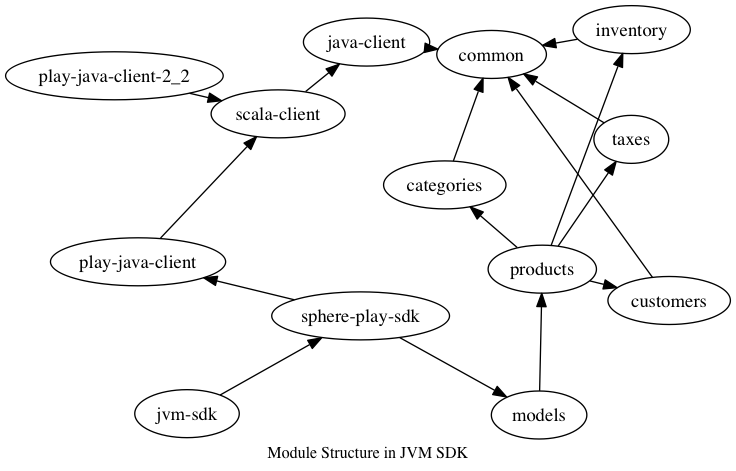 inventory
java-client
common
play-java-client-2_2
scala-client
taxes
categories
play-java-client
products
customers
sphere-play-sdk
jvm-sdk
models
Module Structure in JVM SDK